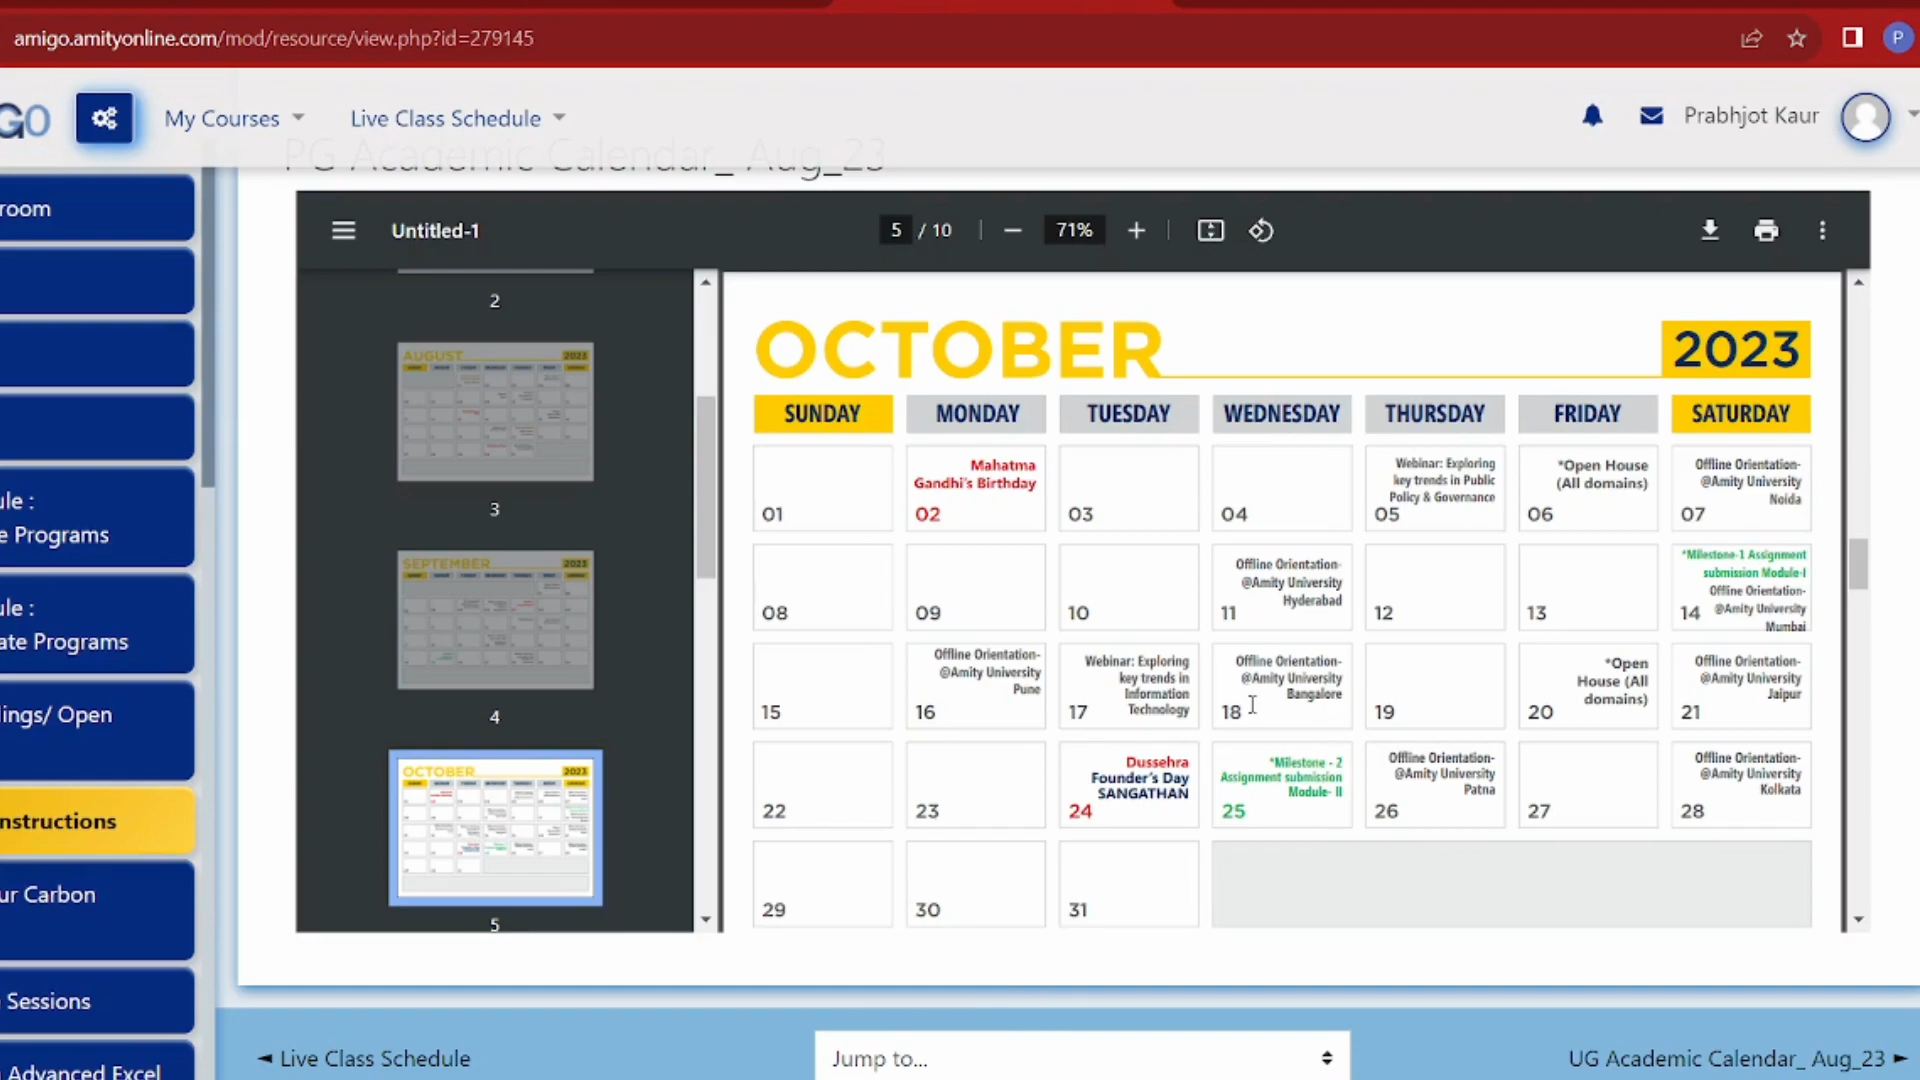 amigo.amityonline.com/mod/resource/view.php?id=279145
P
GO
My Courses
Live Class Schedule
Prabhjot Kaur
PG Academic Calendar_ Aug_23
room
ule :
e Programs
ule :
ate Programs
lings/ Open
nstructions
ur Carbon
Sessions
Advanced Excel
Untitled-1
5 / 10
71%
2
AUGUST 2023
3
SEPTEMBER 2023
4
OCTOBER 2023
5
OCTOBER
2023
SUNDAY MONDAY TUESDAY WEDNESDAY THURSDAY FRIDAY SATURDAY
01
Mahatma
Gandhi's Birthday
02
03
04
Webinar: Exploring
key trends in Public
Policy & Governance
05
*Open House
(All domains)
06
Offline Orientation-
@Amity University
Noida
07
08
09
10
Offline Orientation-
@Amity University
Hyderabad
11
12
13
*Milestone-1 Assignment
submission Module-I
Offline Orientation-
@Amity University
Mumbai
14
15
Offline Orientation-
@Amity University
Pune
16
Webinar: Exploring
key trends in
Information
Technology
17
Offline Orientation-
@Amity University
Bangalore
18
19
*Open
House (All
domains)
20
Offline Orientation-
@Amity University
Jaipur
21
22
23
Dussehra
Founder's Day
SANGATHAN
24
*Milestone - 2
Assignment submission
Module- II
25
Offline Orientation-
@Amity University
Patna
26
27
Offline Orientation-
@Amity University
Kolkata
28
29
30
31
◄ Live Class Schedule
Jump to...
UG Academic Calendar_ Aug_23 ►